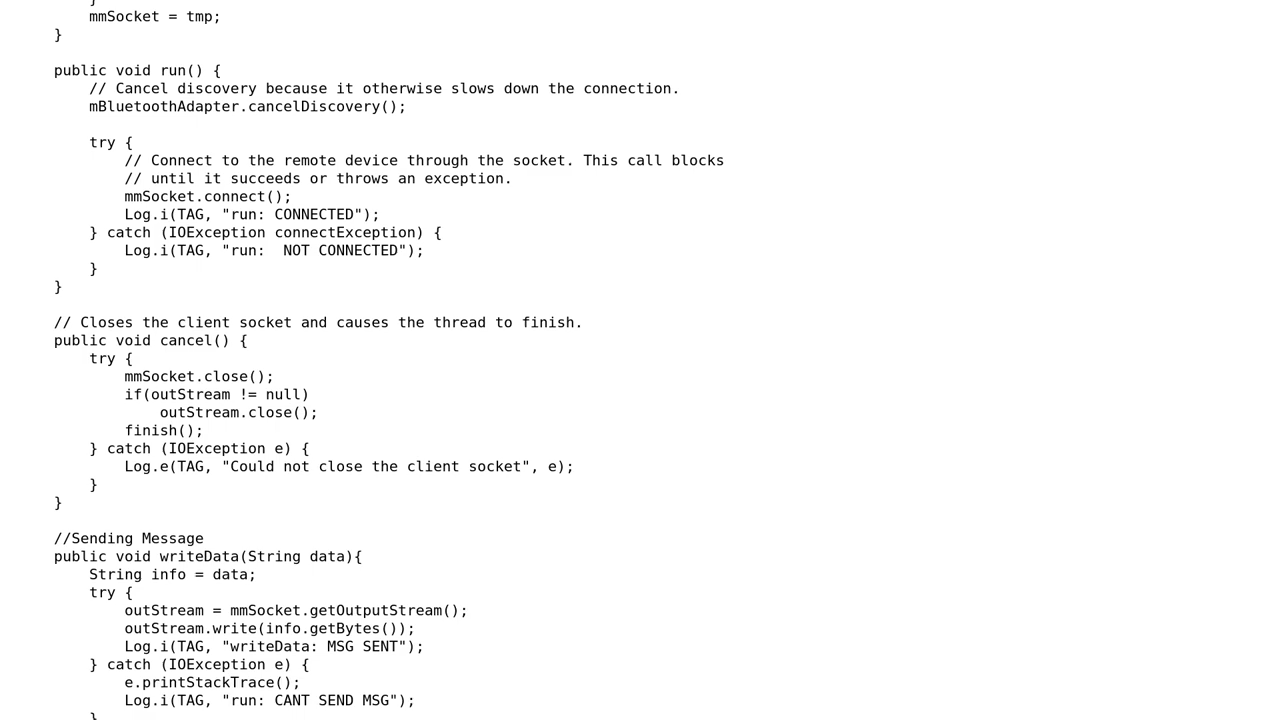 }
mmSocket = tmp;
}
public void run() {
// Cancel discovery because it otherwise slows down the connection.
mBluetoothAdapter.cancelDiscovery();
try {
// Connect to the remote device through the socket. This call blocks
// until it succeeds or throws an exception.
mmSocket.connect();
Log.i(TAG, "run: CONNECTED");
} catch (IOException connectException) {
Log.i(TAG, "run:  NOT CONNECTED");
}
}
// Closes the client socket and causes the thread to finish.
public void cancel() {
try {
mmSocket.close();
if(outStream != null)
outStream.close();
finish();
} catch (IOException e) {
Log.e(TAG, "Could not close the client socket", e);
}
}
//Sending Message
public void writeData(String data){
String info = data;
try {
outStream = mmSocket.getOutputStream();
outStream.write(info.getBytes());
Log.i(TAG, "writeData: MSG SENT");
} catch (IOException e) {
e.printStackTrace();
Log.i(TAG, "run: CANT SEND MSG");
}